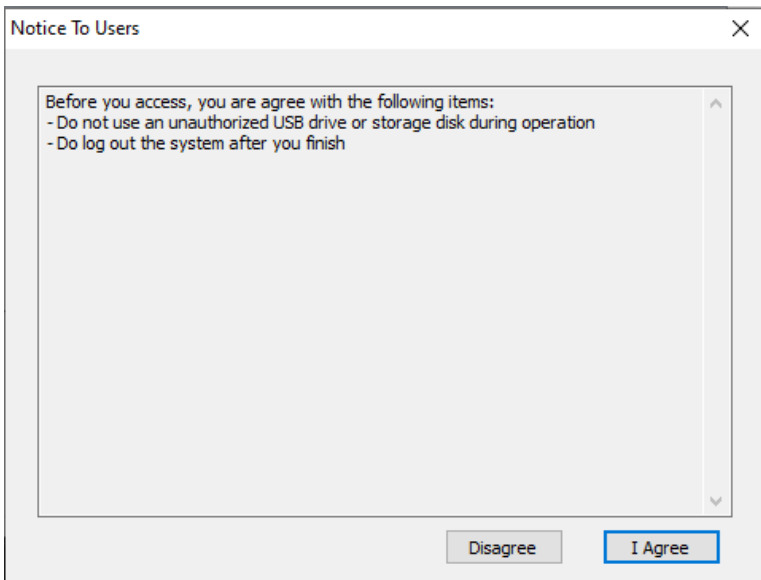 Notice To Users
Before you access, you are agree with the following items:
- Do not use an unauthorized USB drive or storage disk during operation
- Do log out the system after you finish
Disagree
I Agree